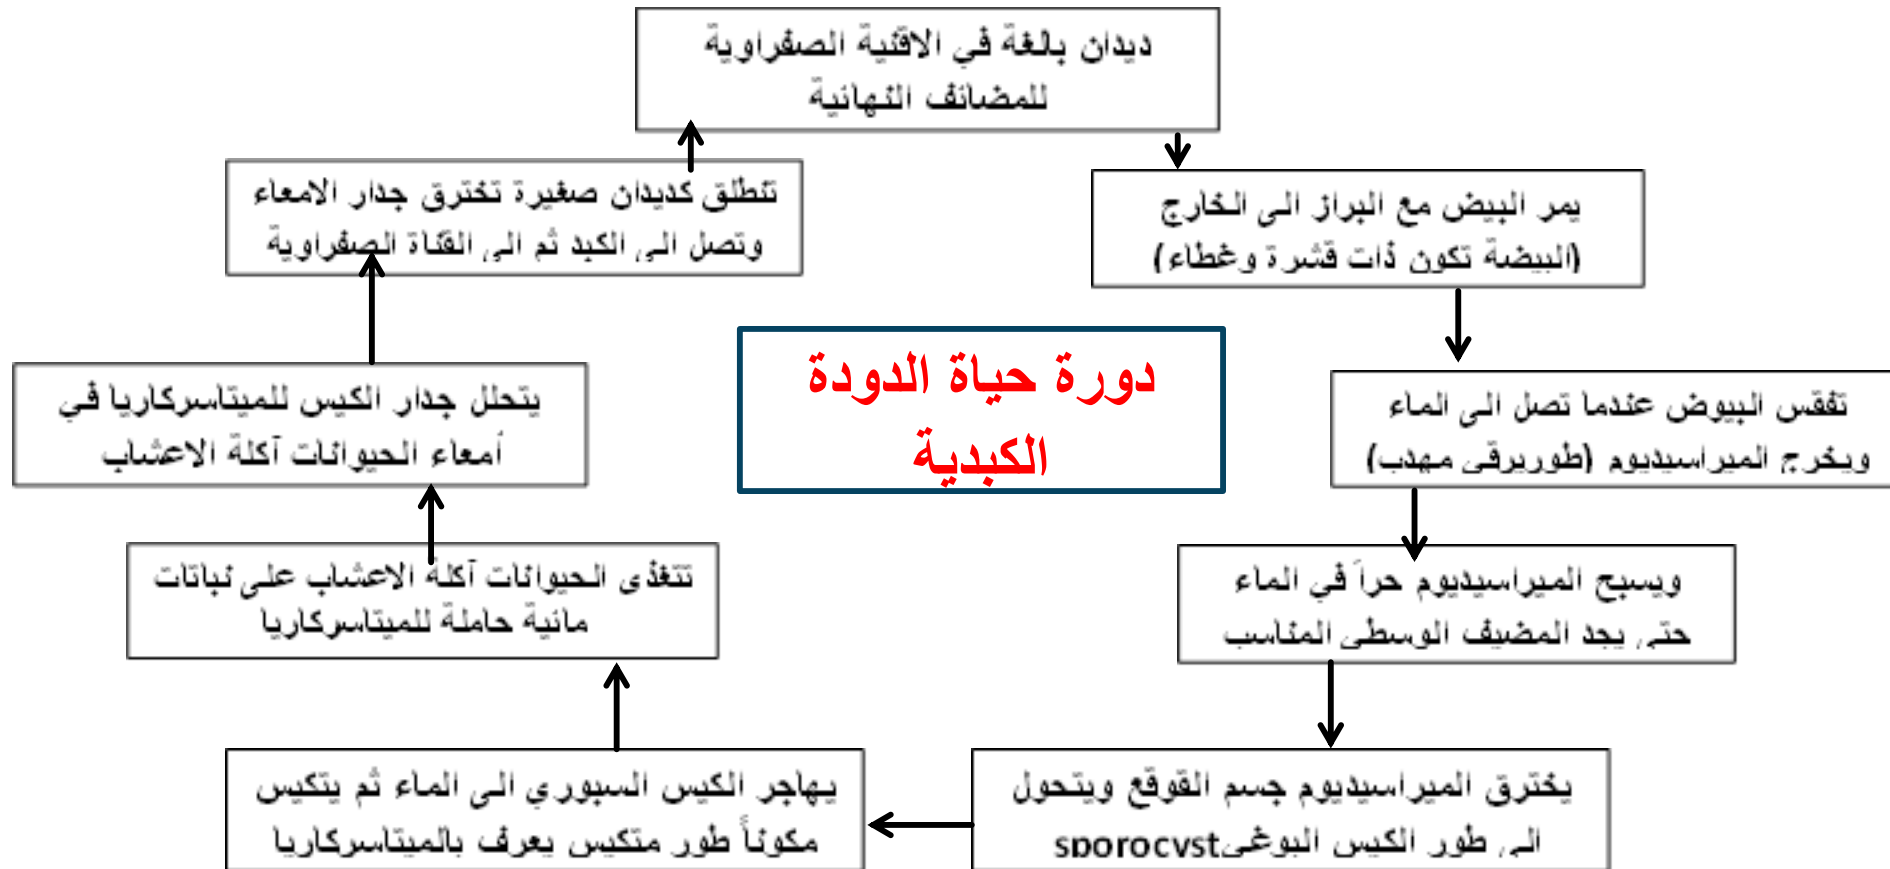 ديدان بالغة في الاقنية الصفراوية
للمضائف النهائية
يمر البيض مع البراز الى الخارج
(البيضة تكون ذات قشرة وغطاء)
تفقس البيوض عندما تصل الى الماء
ويخرج الميراسيديوم (طوريرقي مهدب)
ويسبح الميراسيديوم حراً في الماء
حتى يجد المضيف الوسطي المناسب
يخترق الميراسيديوم جسم القوقع ويتحول
الى طور الكيس البوغي sporocyst
يهاجر الكيس السبوري الى الماء ثم يتكيس
مكوناً طور متكيس يعرف بالميتاسركاريا
تتغذى الحيوانات آكلة الاعشاب على نباتات
مائية حاملة للميتاسركاريا
يتحلل جدار الكيس للميتاسركاريا في
أمعاء الحيوانات آكلة الاعشاب
تنطلق كديدان صغيرة تخترق جدار الامعاء
وتصل الى الكبد ثم الى القناة الصفراوية
دورة حياة الدودة
الكبدية